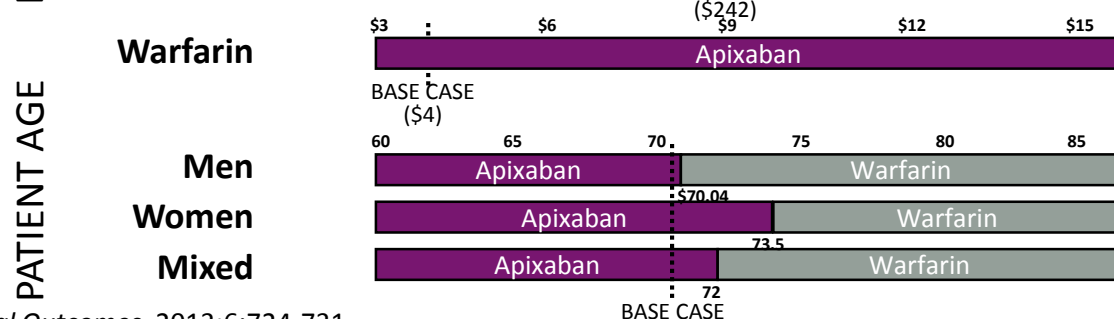 ($242)
$3 $6 $9 $12 $15
Warfarin Apixaban
BASE CASE
($4)
PATIENT AGE
60 65 70 75 80 85
Men Apixaban Warfarin
$70.04
Women Apixaban Warfarin
73.5
Mixed Apixaban Warfarin
72
BASE CASE
al Outcomes. 2013;6:724-731